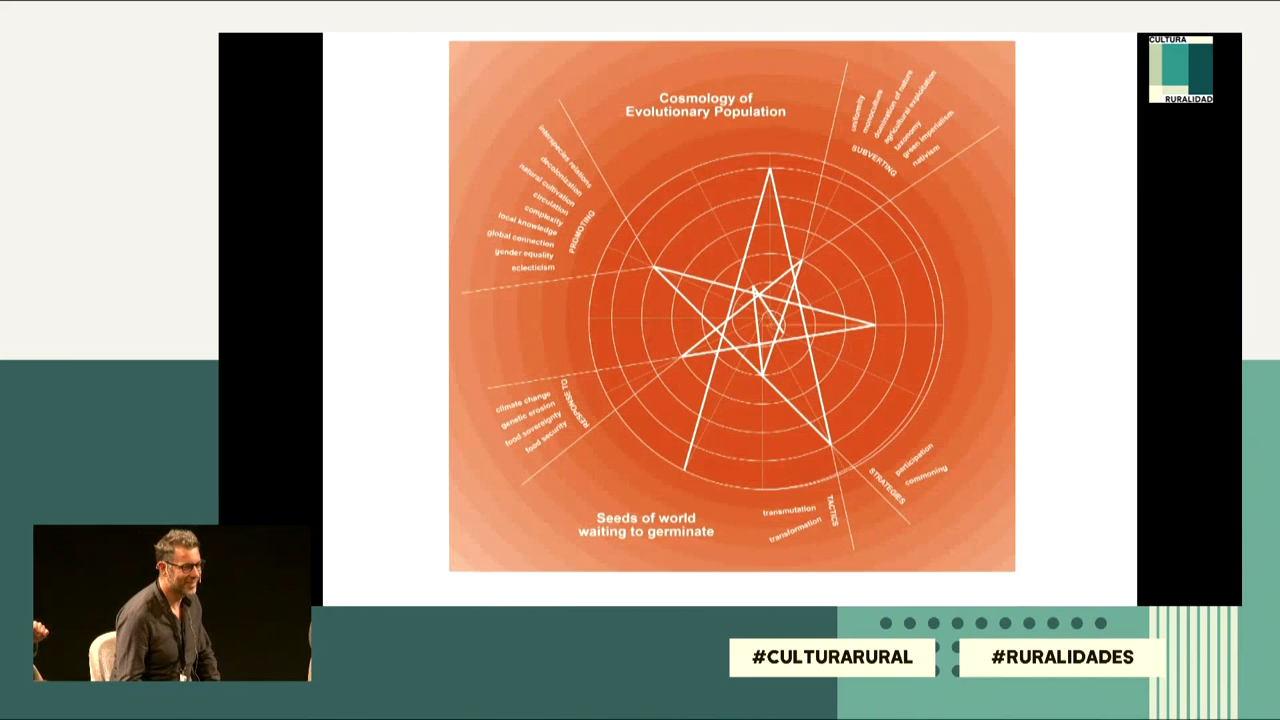 CULTURA
RURALIDAD
Cosmology of
Evolutionary Population
uniformity
monoculture
domination of nature
agricultural exploitation
taxonomy
green imperialism
nativism
SUBVERTING
interspecies relations
decolonization
natural cultivation
circulation
complexity
local knowledge
global connection
gender equality
eclecticism
PROMOTING
RESPONSE TO
climate change
genetic erosion
food sovereignty
food security
STRATEGIES
participation
commoning
TACTICS
transmutation
transformation
Seeds of world
waiting to germinate
#CULTURARURAL
#RURALIDADES